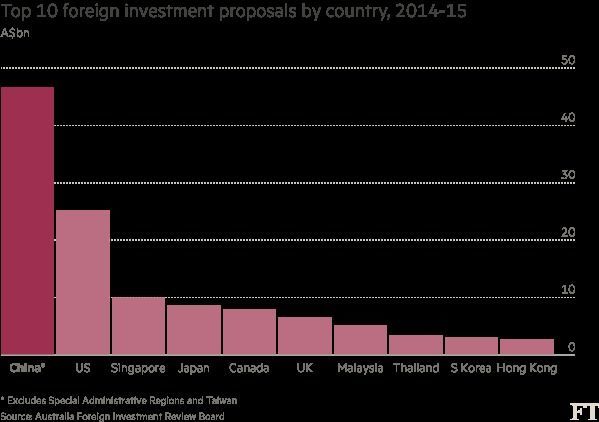 Top 10 foreign investment proposals by country, 2014-15
A$bn
50
40
30
20
10
0
China* US Singapore Japan Canada UK Malaysia Thailand S Korea Hong Kong
* Excludes Special Administrative Regions and Taiwan
Source: Australia Foreign Investment Review Board
FT